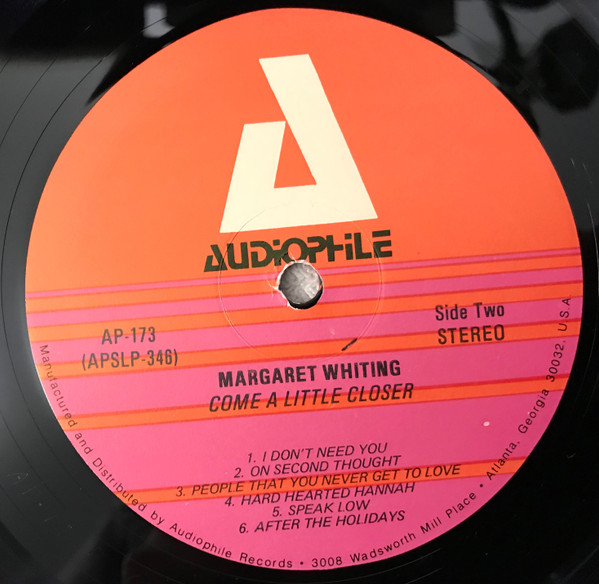 AUDIOPHILE
AP-173
(APSLP-346)
Side Two
STEREO
MARGARET WHITING
COME A LITTLE CLOSER
1. I DON'T NEED YOU
2. ON SECOND THOUGHT
3. PEOPLE THAT YOU NEVER GET TO LOVE
4. HARD HEARTED HANNAH
5. SPEAK LOW
6. AFTER THE HOLIDAYS
Manufactured and Distributed by Audiophile Records • 3008 Wadsworth Mill Place • Atlanta, Georgia 30032, U.S.A.